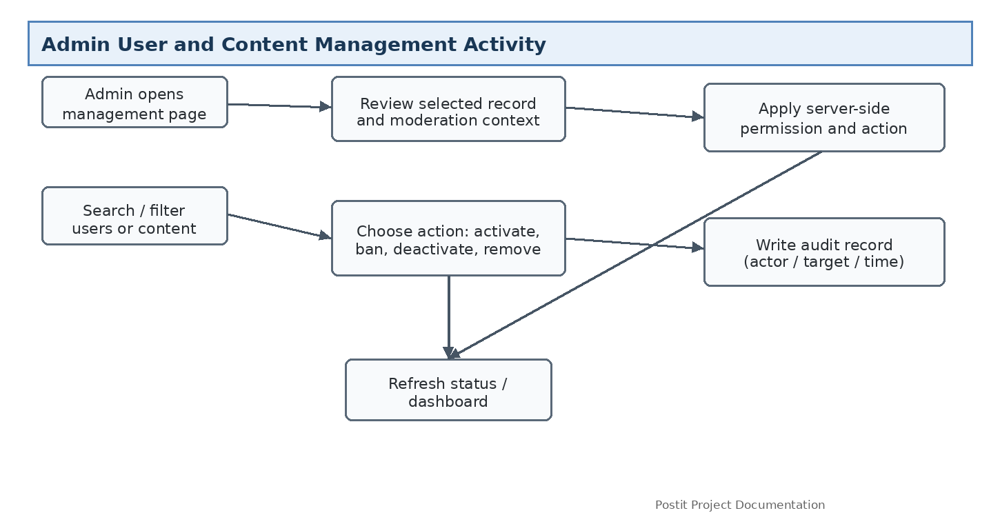 Admin User and Content Management Activity
Admin opens
management page
Review selected record
and moderation context
Apply server-side
permission and action
Search / filter
users or content
Choose action: activate,
ban, deactivate, remove
Write audit record
(actor / target / time)
Refresh status /
dashboard
Postit Project Documentation